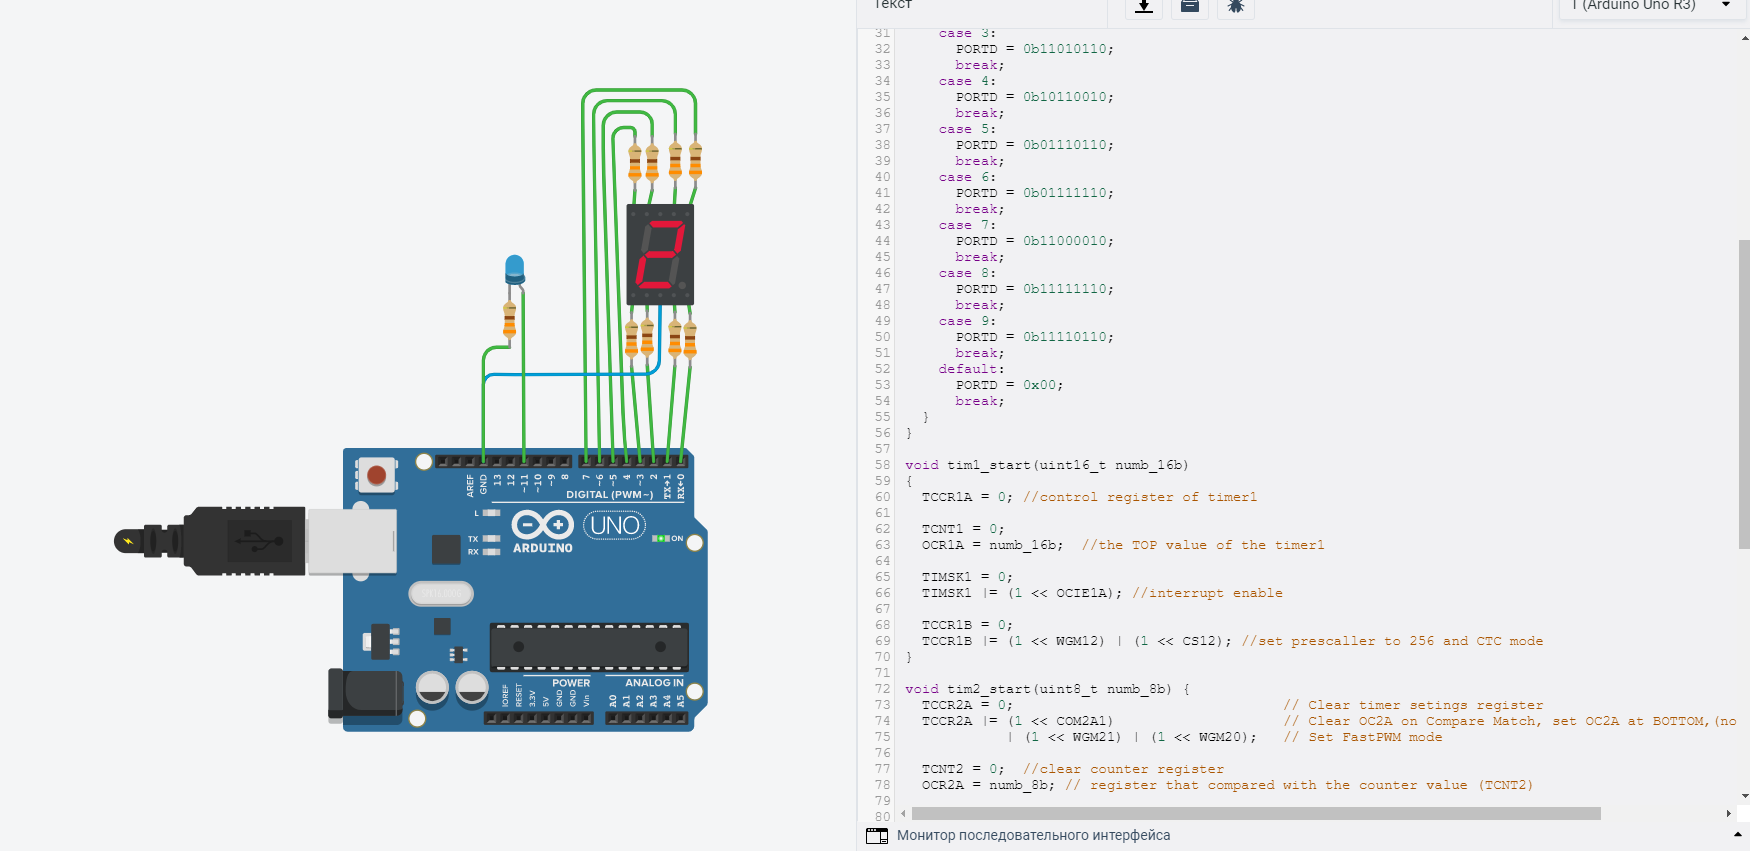 Текст
1 (Arduino Uno R3)
31 case 3:
32 PORTD = 0b11010110;
33 break;
34 case 4:
35 PORTD = 0b10110010;
36 break;
37 case 5:
38 PORTD = 0b01110110;
39 break;
40 case 6:
41 PORTD = 0b01111110;
42 break;
43 case 7:
44 PORTD = 0b11000010;
45 break;
46 case 8:
47 PORTD = 0b11111110;
48 break;
49 case 9:
50 PORTD = 0b11110110;
51 break;
52 default:
53 PORTD = 0x00;
54 break;
55 }
56 }
57
58 void tim1_start(uint16_t numb_16b)
59 {
60 TCCR1A = 0; //control register of timer1
61
62 TCNT1 = 0;
63 OCR1A = numb_16b; //the TOP value of the timer1
64
65 TIMSK1 = 0;
66 TIMSK1 |= (1 << OCIE1A); //interrupt enable
67
68 TCCR1B = 0;
69 TCCR1B |= (1 << WGM12) | (1 << CS12); //set prescaller to 256 and CTC mode
70 }
71
72 void tim2_start(uint8_t numb_8b) {
73 TCCR2A = 0; // Clear timer setings register
74 TCCR2A |= (1 << COM2A1) // Clear OC2A on Compare Match, set OC2A at BOTTOM,(no
75 | (1 << WGM21) | (1 << WGM20); // Set FastPWM mode
76
77 TCNT2 = 0; //clear counter register
78 OCR2A = numb_8b; // register that compared with the counter value (TCNT2)
79
80
Монитор последовательного интерфейса
2
AREF
GND
13
12
~11
~10
~9
8
7
~6
~5
4
~3
2
TX→1
RX←0
DIGITAL (PWM~)
L
TX
RX
ARDUINO
UNO
ON
POWER
ANALOG IN
IOREF
RESET
3.3V
5V
GND
GND
Vin
A0
A1
A2
A3
A4
A5